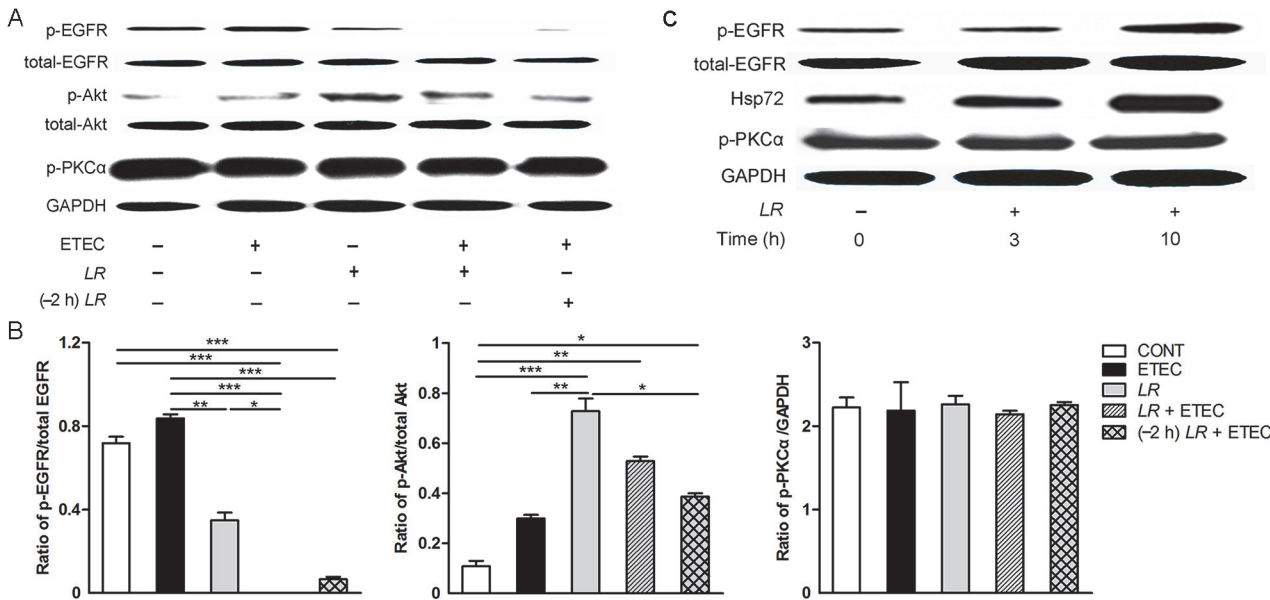 A
p-EGFR
total-EGFR
p-Akt
total-Akt
p-PKCα
GAPDH
ETEC – + – + +
LR – – + + –
(–2 h) LR – – – – +
C
p-EGFR
total-EGFR
Hsp72
p-PKCα
GAPDH
LR – + +
Time (h) 0 3 10
B
Ratio of p-EGFR/total EGFR
1.2
0.8
0.4
0
***
***
***
***
** *
Ratio of p-Akt/total Akt
1
0.8
0.6
0.4
0.2
0
*
**
***
** *
Ratio of p-PKCα/GAPDH
3
2
1
0
CONT
ETEC
LR
LR + ETEC
(–2 h) LR + ETEC